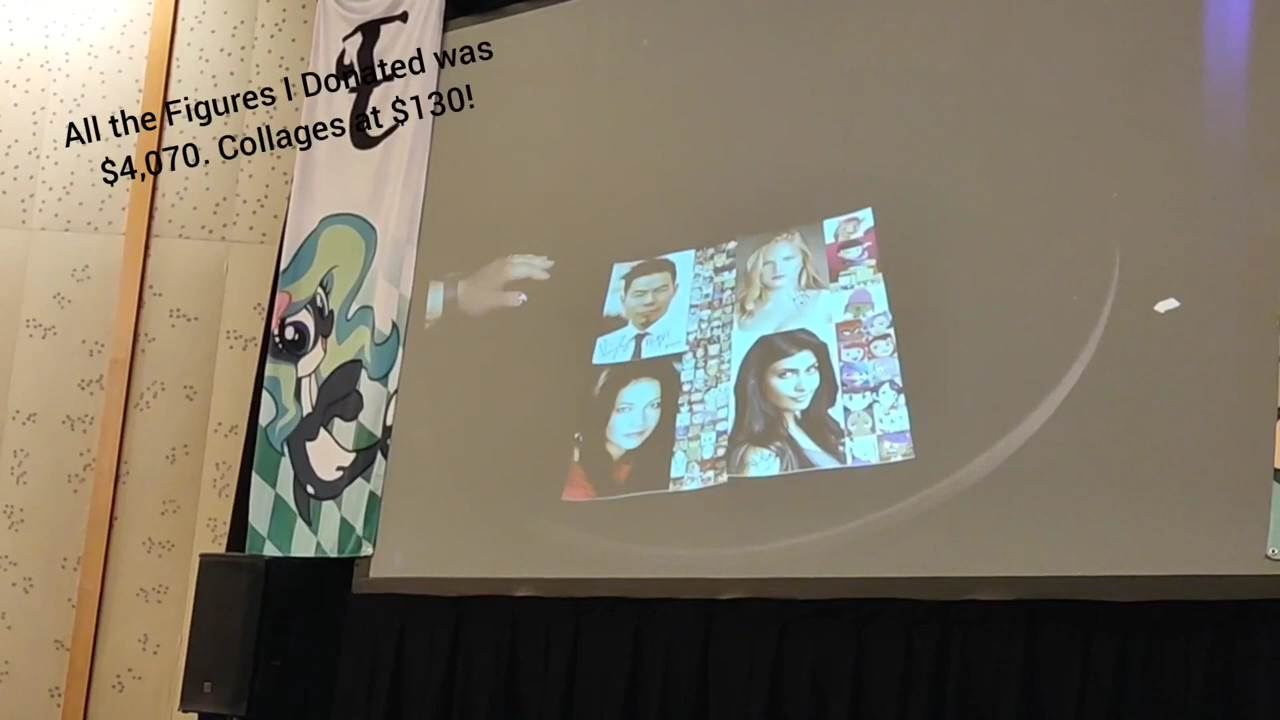 All the Figures I Donated was
$4,070. Collages at $130!